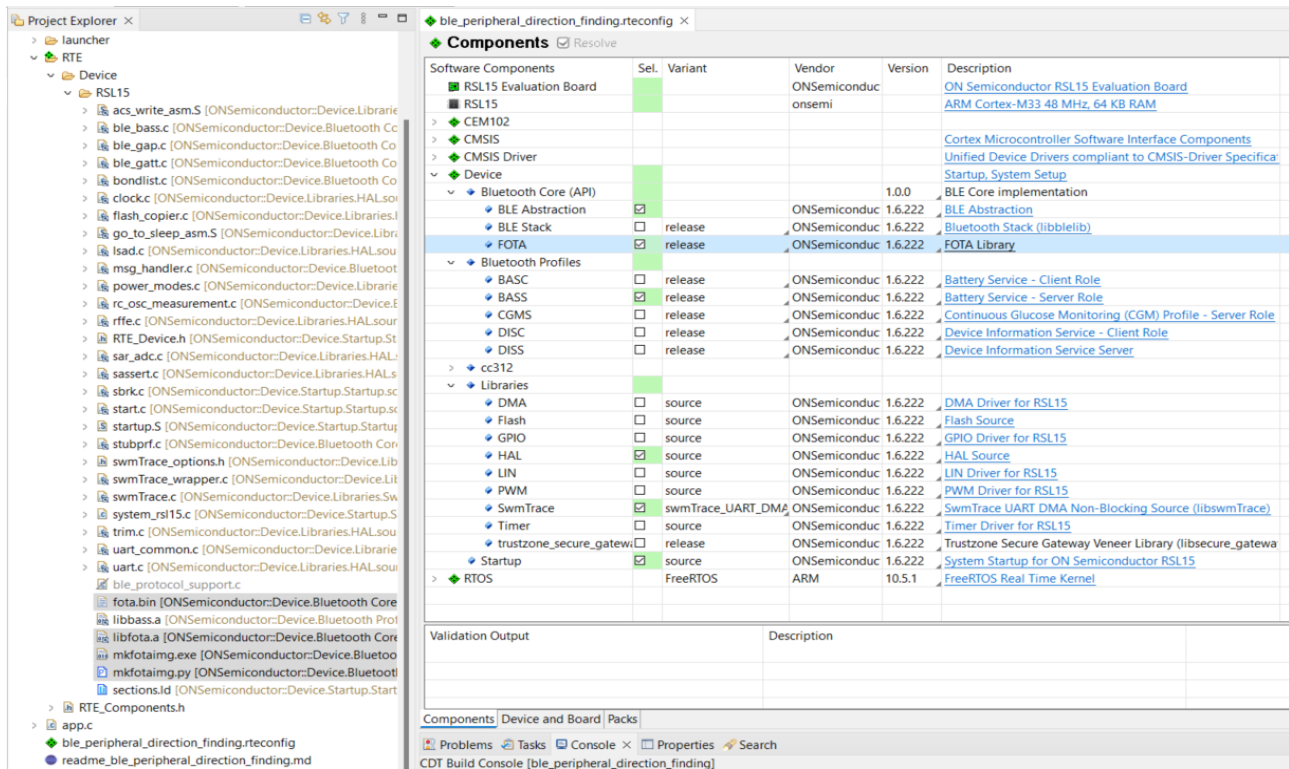 Project Explorer
launcher
RTE
Device
RSL15
acs_write_asm.S [ONSemiconductor::Device.Librarie
ble_bass.c [ONSemiconductor::Device.Bluetooth Co
ble_gap.c [ONSemiconductor::Device.Bluetooth Co
ble_gatt.c [ONSemiconductor::Device.Bluetooth Co
bondlist.c [ONSemiconductor::Device.Bluetooth Co
clock.c [ONSemiconductor::Device.Libraries.HAL.sou
flash_copier.c [ONSemiconductor::Device.Libraries.
go_to_sleep_asm.S [ONSemiconductor::Device.Libra
lsad.c [ONSemiconductor::Device.Libraries.HAL.sou
msg_handler.c [ONSemiconductor::Device.Bluetoot
power_modes.c [ONSemiconductor::Device.Librarie
rc_osc_measurement.c [ONSemiconductor::Device.
rffe.c [ONSemiconductor::Device.Libraries.HAL.sour
RTE_Device.h [ONSemiconductor::Device.Startup.St
sar_adc.c [ONSemiconductor::Device.Libraries.HAL.
sassert.c [ONSemiconductor::Device.Libraries.HAL.s
sbrk.c [ONSemiconductor::Device.Startup.Startup.sc
start.c [ONSemiconductor::Device.Startup.Startup.sc
startup.S [ONSemiconductor::Device.Startup.Startup
stubprf.c [ONSemiconductor::Device.Bluetooth Core
swmTrace_options.h [ONSemiconductor::Device.Lib
swmTrace_wrapper.c [ONSemiconductor::Device.Lib
swmTrace.c [ONSemiconductor::Device.Libraries.Sw
system_rsl15.c [ONSemiconductor::Device.Startup.S
trim.c [ONSemiconductor::Device.Libraries.HAL.sour
uart_common.c [ONSemiconductor::Device.Librarie
uart.c [ONSemiconductor::Device.Libraries.HAL.sour
ble_protocol_support.c
fota.bin [ONSemiconductor::Device.Bluetooth Core
libbass.a [ONSemiconductor::Device.Bluetooth Prof
libfota.a [ONSemiconductor::Device.Bluetooth Core
mkfotaimg.exe [ONSemiconductor::Device.Bluetoo
mkfotaimg.py [ONSemiconductor::Device.Bluetootl
sections.ld [ONSemiconductor::Device.Startup.Start
RTE_Components.h
app.c
ble_peripheral_direction_finding.rteconfig
readme_ble_peripheral_direction_finding.md
ble_peripheral_direction_finding.rteconfig
Components Resolve
Software Components Sel. Variant Vendor Version Description
RSL15 Evaluation Board ONSemiconduc ON Semiconductor RSL15 Evaluation Board
RSL15 onsemi ARM Cortex-M33 48 MHz, 64 KB RAM
CEM102
CMSIS Cortex Microcontroller Software Interface Components
CMSIS Driver Unified Device Drivers compliant to CMSIS-Driver Specificat
Device Startup, System Setup
Bluetooth Core (API) 1.0.0 BLE Core implementation
BLE Abstraction ONSemiconduc 1.6.222 BLE Abstraction
BLE Stack release ONSemiconduc 1.6.222 Bluetooth Stack (libblelib)
FOTA release ONSemiconduc 1.6.222 FOTA Library
Bluetooth Profiles
BASC release ONSemiconduc 1.6.222 Battery Service - Client Role
BASS release ONSemiconduc 1.6.222 Battery Service - Server Role
CGMS release ONSemiconduc 1.6.222 Continuous Glucose Monitoring (CGM) Profile - Server Role
DISC release ONSemiconduc 1.6.222 Device Information Service - Client Role
DISS release ONSemiconduc 1.6.222 Device Information Service Server
cc312
Libraries
DMA source ONSemiconduc 1.6.222 DMA Driver for RSL15
Flash source ONSemiconduc 1.6.222 Flash Source
GPIO source ONSemiconduc 1.6.222 GPIO Driver for RSL15
HAL source ONSemiconduc 1.6.222 HAL Source
LIN source ONSemiconduc 1.6.222 LIN Driver for RSL15
PWM source ONSemiconduc 1.6.222 PWM Driver for RSL15
SwmTrace swmTrace_UART_DMA ONSemiconduc 1.6.222 SwmTrace UART DMA Non-Blocking Source (libswmTrace)
Timer source ONSemiconduc 1.6.222 Timer Driver for RSL15
trustzone_secure_gatewa release ONSemiconduc 1.6.222 Trustzone Secure Gateway Veneer Library (libsecure_gatewa
Startup source ONSemiconduc 1.6.222 System Startup for ON Semiconductor RSL15
RTOS FreeRTOS ARM 10.5.1 FreeRTOS Real Time Kernel
Validation Output Description
Components Device and Board Packs
Problems Tasks Console Properties Search
CDT Build Console [ble_peripheral_direction_finding]